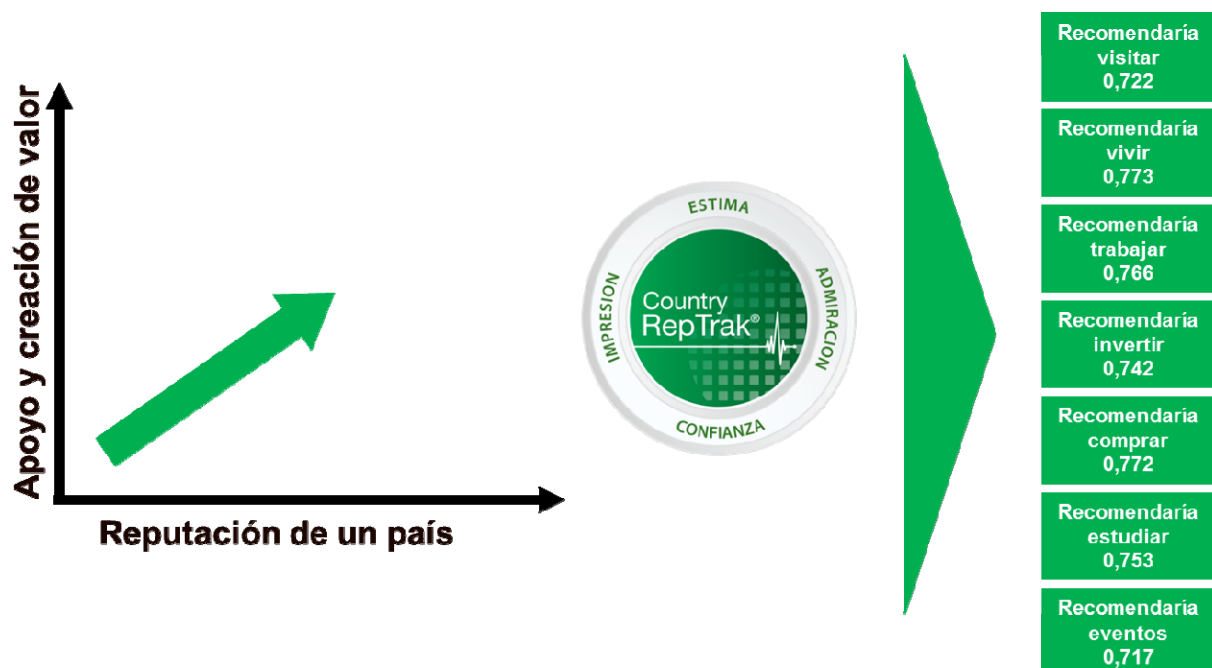 Apoyo y creación de valor
Reputación de un país
ESTIMA
IMPRESION
ADMIRACION
CONFIANZA
Country
RepTrak®
Recomendaría
visitar
0,722
Recomendaría
vivir
0,773
Recomendaría
trabajar
0,766
Recomendaría
invertir
0,742
Recomendaría
comprar
0,772
Recomendaría
estudiar
0,753
Recomendaría
eventos
0,717